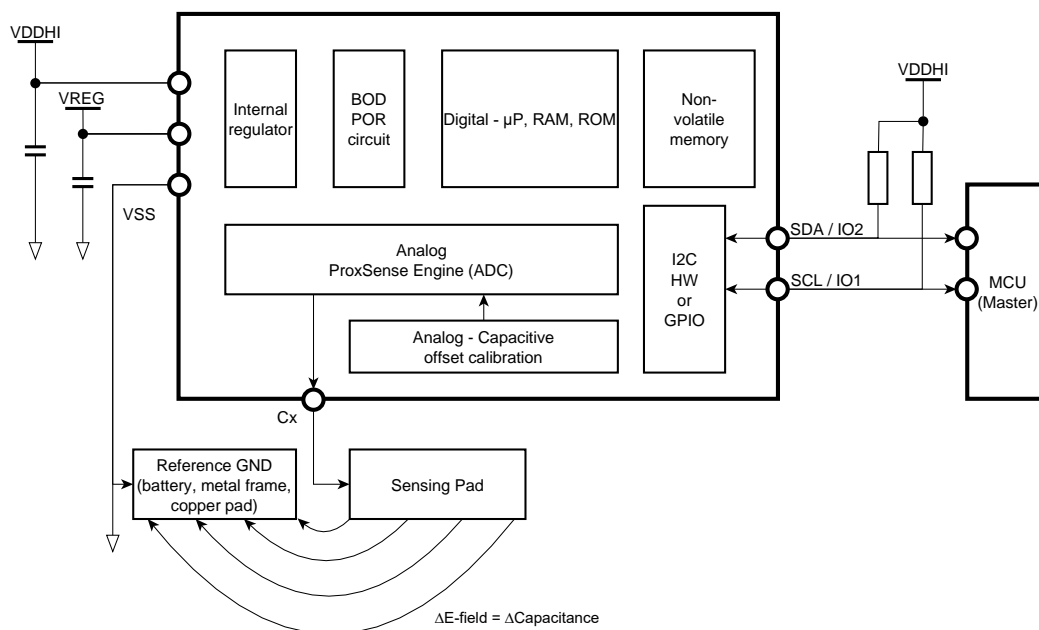 VDDHI
VREG
VSS
Internal
regulator
BOD
POR
circuit
Digital - µP, RAM, ROM
Non-
volatile
memory
VDDHI
Analog
ProxSense Engine (ADC)
Analog - Capacitive
offset calibration
I2C
HW
or
GPIO
SDA / IO2
SCL / IO1
MCU
(Master)
Cx
Reference GND
(battery, metal frame,
copper pad)
Sensing Pad
ΔE-field = ΔCapacitance